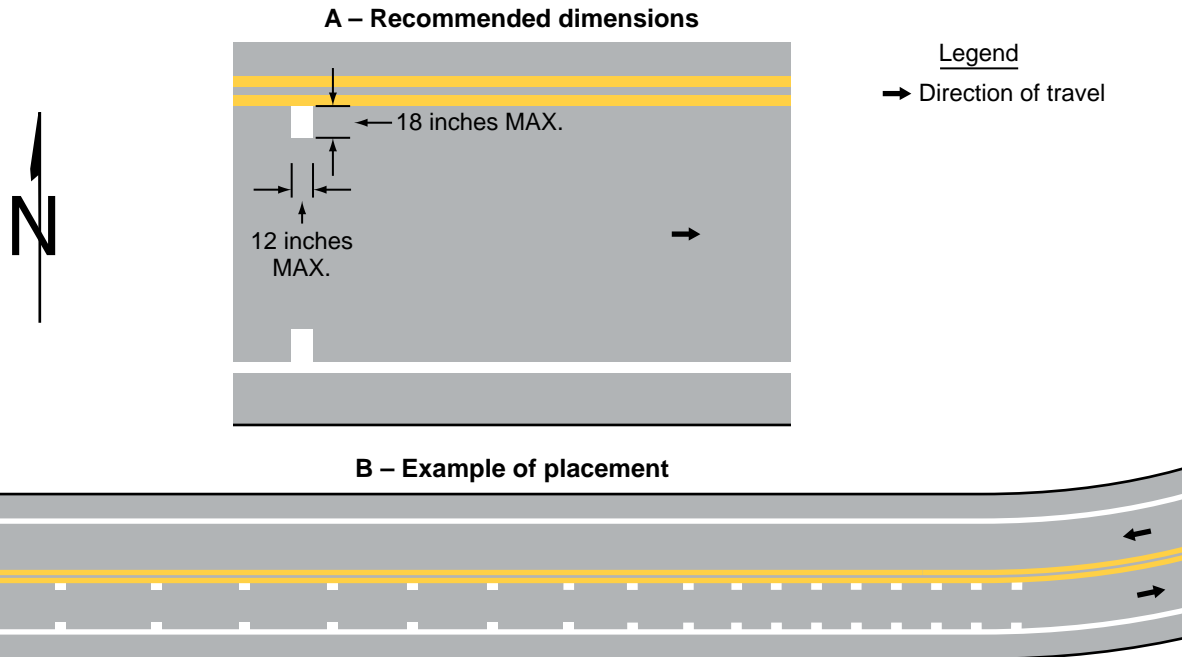 A – Recommended dimensions
Legend
Direction of travel
18 inches MAX.
N
12 inches
MAX.
B – Example of placement